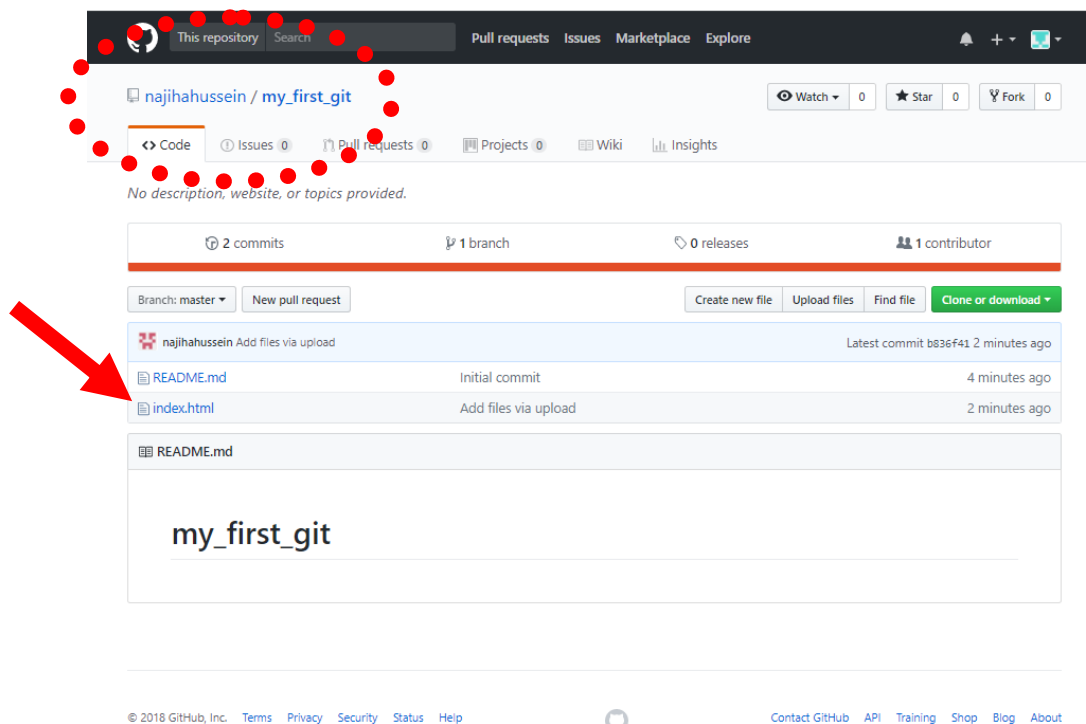 This repository Search Pull requests Issues Marketplace Explore
najihahussein / my_first_git Watch 0 Star 0 Fork 0
Code Issues 0 Pull requests 0 Projects 0 Wiki Insights
No description, website, or topics provided.
2 commits 1 branch 0 releases 1 contributor
Branch: master New pull request Create new file Upload files Find file Clone or download
najihahussein Add files via upload Latest commit b836f41 2 minutes ago
README.md Initial commit 4 minutes ago
index.html Add files via upload 2 minutes ago
README.md
my_first_git
© 2018 GitHub, Inc. Terms Privacy Security Status Help Contact GitHub API Training Shop Blog About